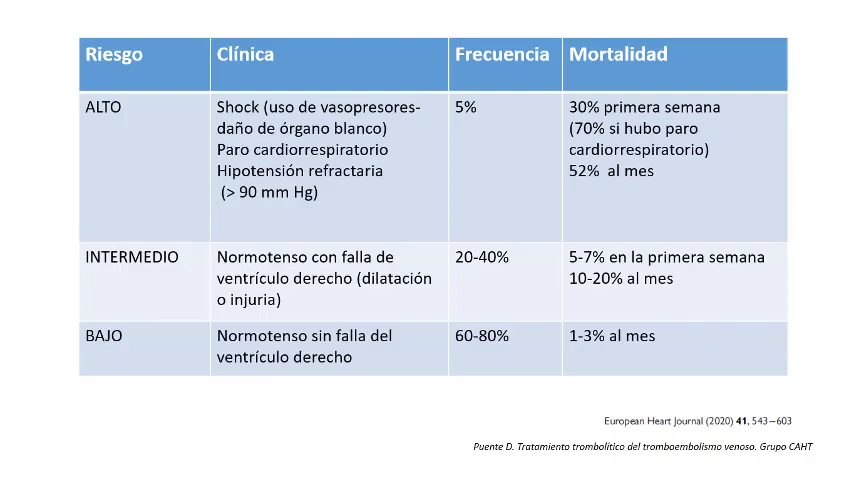 Riesgo Clínica Frecuencia Mortalidad
ALTO
Shock (uso de vasopresores-
daño de órgano blanco)
Paro cardiorrespiratorio
Hipotensión refractaria
(> 90 mm Hg)
5%
30% primera semana
(70% si hubo paro
cardiorrespiratorio)
52% al mes
INTERMEDIO
Normotenso con falla de
ventrículo derecho (dilatación
o injuria)
20-40%
5-7% en la primera semana
10-20% al mes
BAJO
Normotenso sin falla del
ventrículo derecho
60-80%
1-3% al mes
European Heart Journal (2020) 41, 543–603
Puente D. Tratamiento trombolítico del tromboembolismo venoso. Grupo CAHT